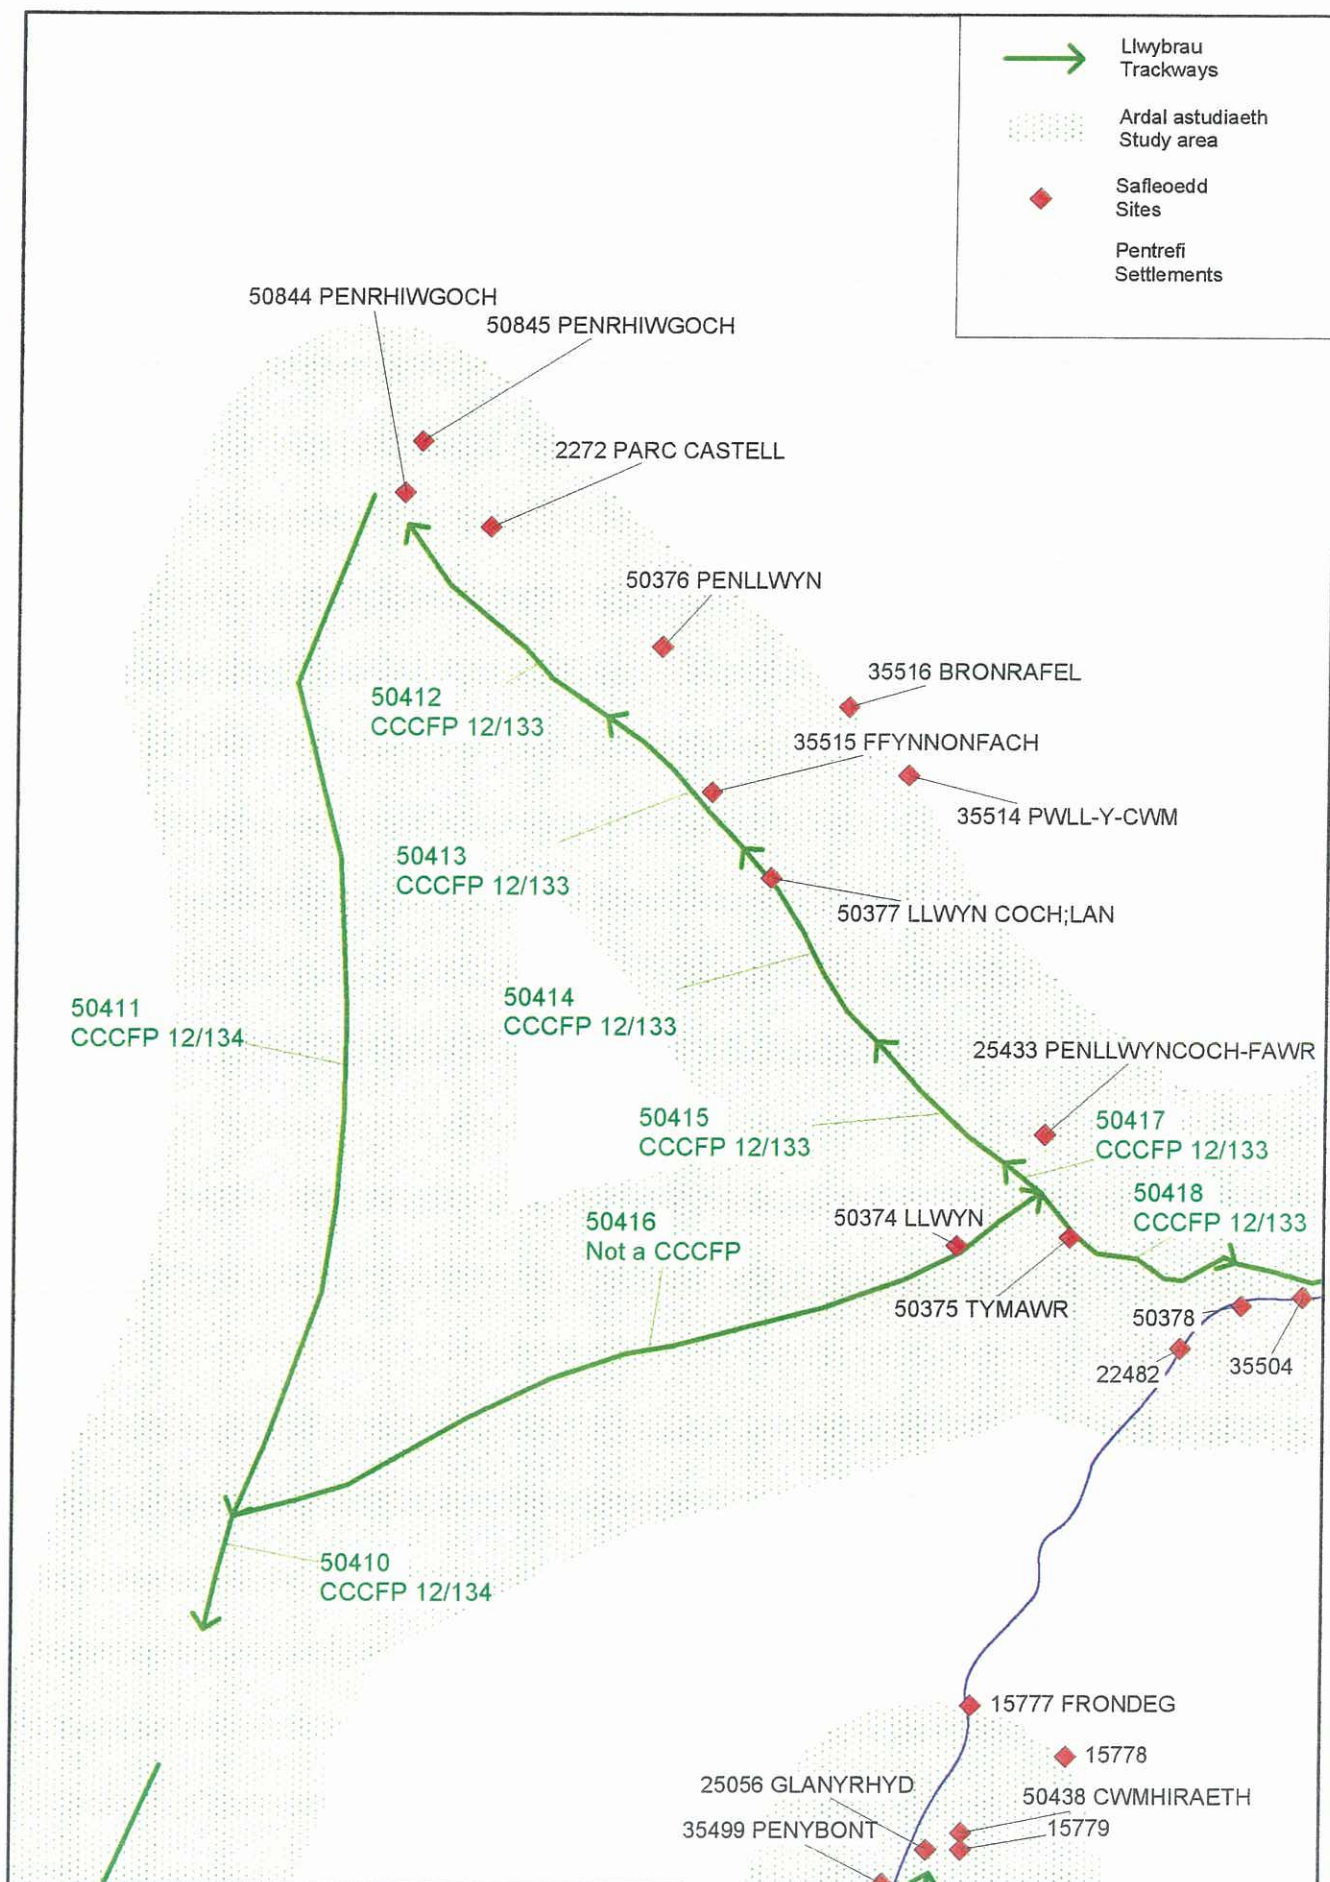 Llwybrau
Trackways
Ardal astudiaeth
Study area
Safleoedd
Sites
Pentrefi
Settlements
50844 PENRHIWGOCH
50845 PENRHIWGOCH
2272 PARC CASTELL
50376 PENLLWYN
35516 BRONRAFEL
50412
CCCFP 12/133
35515 FFYNNONFACH
35514 PWLL-Y-CWM
50413
CCCFP 12/133
50377 LLWYN COCH;LAN
50414
CCCFP 12/133
50411
CCCFP 12/134
25433 PENLLWYNCOCH-FAWR
50415
CCCFP 12/133
50417
CCCFP 12/133
50418
CCCFP 12/133
50416
Not a CCCFP
50374 LLWYN
50375 TYMAWR
50378
22482
35504
50410
CCCFP 12/134
15777 FRONDEG
15778
25056 GLANYRHYD
50438 CWMHIRAETH
35499 PENYBONT
15779